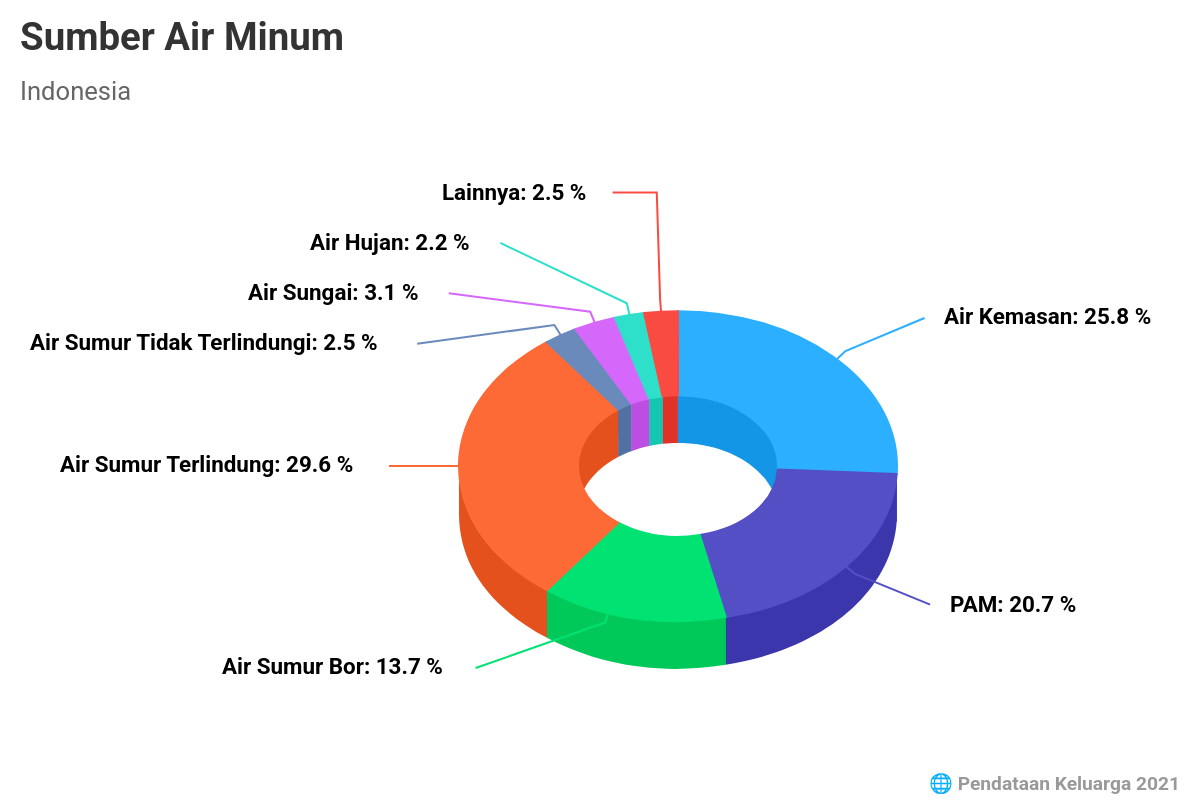 Sumber Air Minum
Indonesia
Lainnya: 2.5 %
Air Hujan: 2.2 %
Air Sungai: 3.1 %
Air Kemasan: 25.8 %
Air Sumur Tidak Terlindungi: 2.5 %
Air Sumur Terlindung: 29.6 %
PAM: 20.7 %
Air Sumur Bor: 13.7 %
Pendataan Keluarga 2021